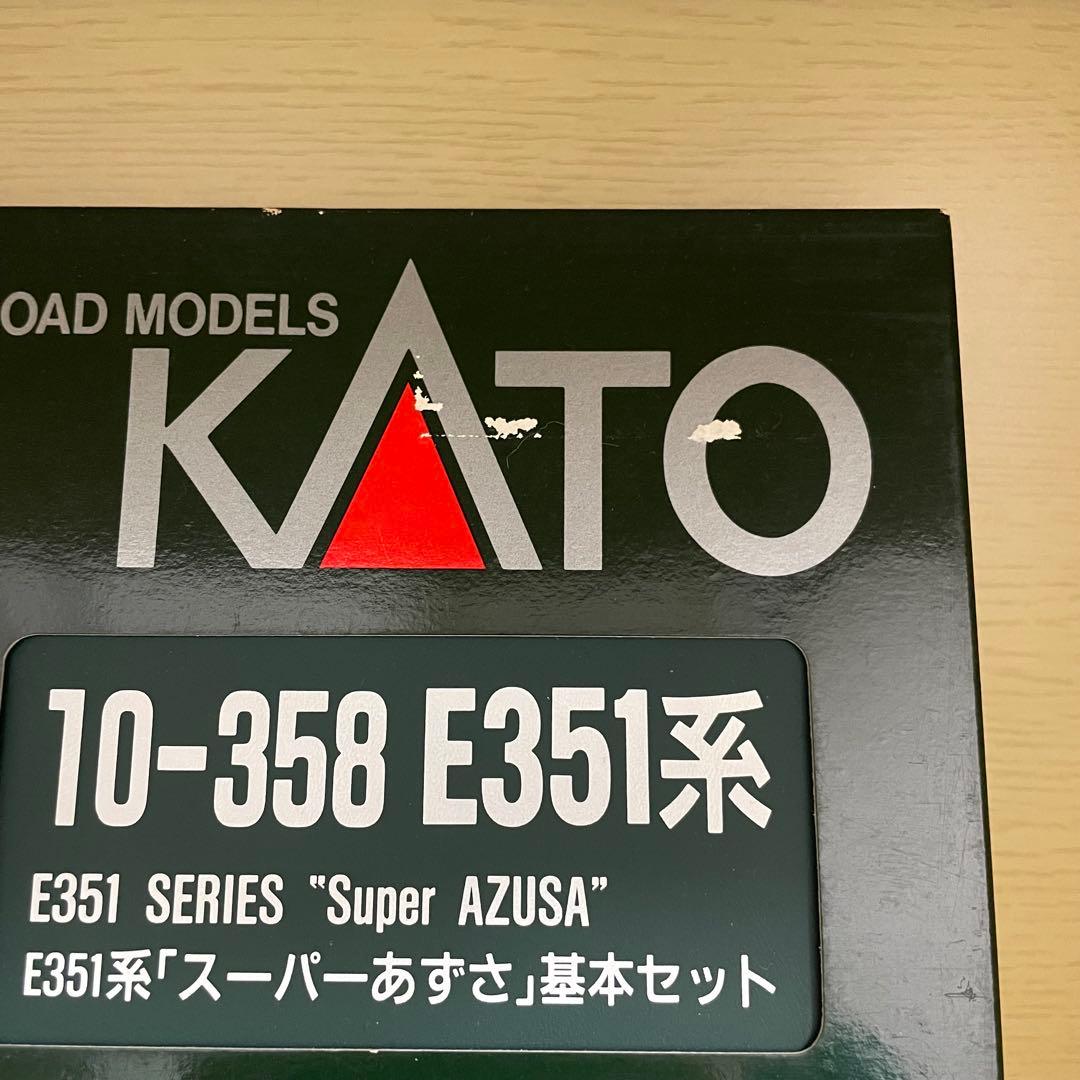 OAD MODELS
KATO
10-358 E351系
E351 SERIES “Super AZUSA”
E351系「スーパーあずさ」基本セット